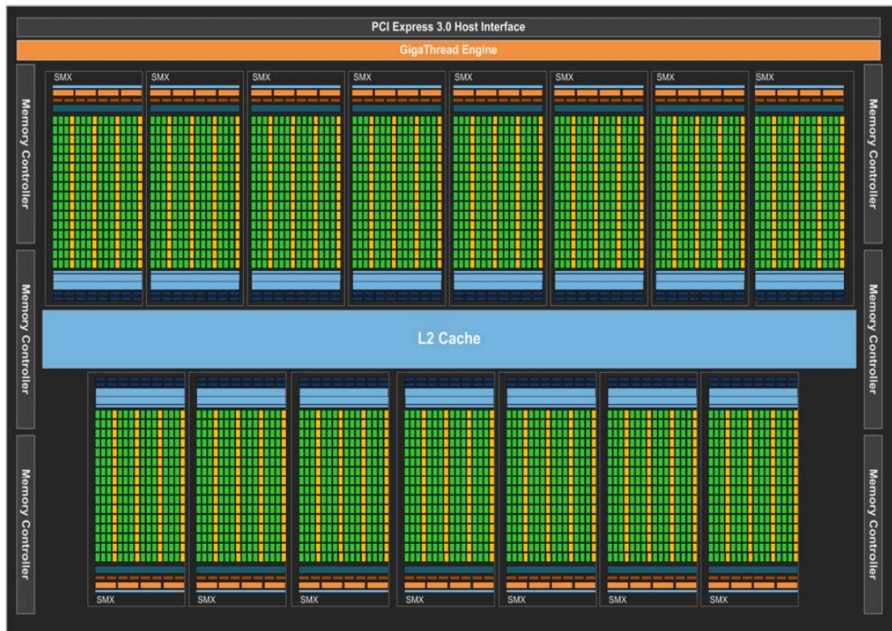 PCI Express 3.0 Host Interface
GigaThread Engine
SMX
SMX
SMX
SMX
SMX
SMX
SMX
SMX
Memory Controller
Memory Controller
Memory Controller
Memory Controller
L2 Cache
Memory Controller
Memory Controller
SMX
SMX
SMX
SMX
SMX
SMX
SMX